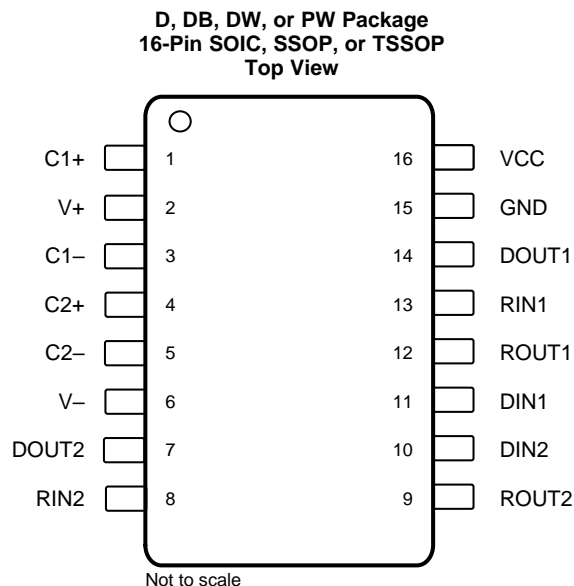 D, DB, DW, or PW Package
16-Pin SOIC, SSOP, or TSSOP
Top View
C1+ 1 16 VCC
V+ 2 15 GND
C1– 3 14 DOUT1
C2+ 4 13 RIN1
C2– 5 12 ROUT1
V– 6 11 DIN1
DOUT2 7 10 DIN2
RIN2 8 9 ROUT2
Not to scale